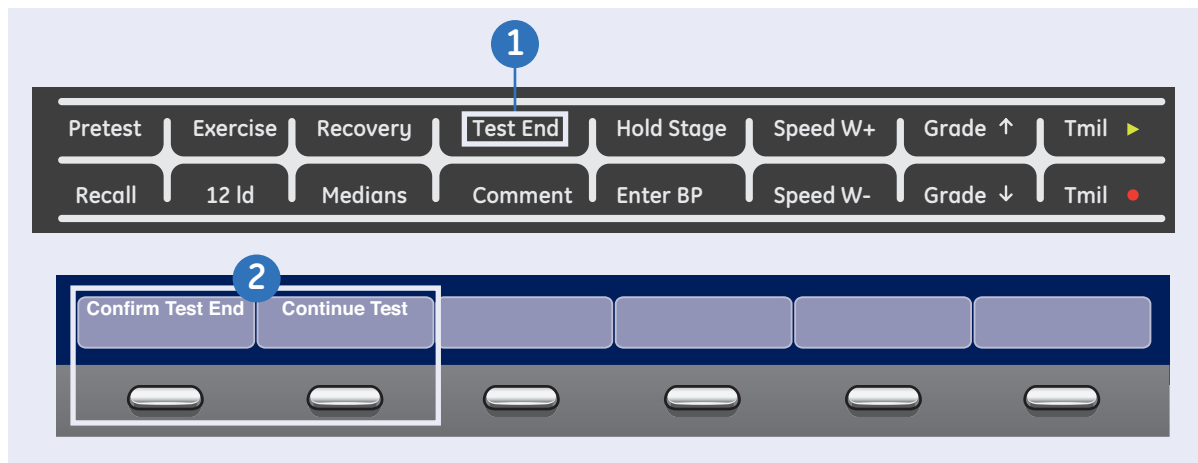 1
Pretest Exercise Recovery Test End Hold Stage Speed W+ Grade ↑ Tmil ►
Recall 12 ld Medians Comment Enter BP Speed W- Grade ↓ Tmil ●
2
Confirm Test End Continue Test